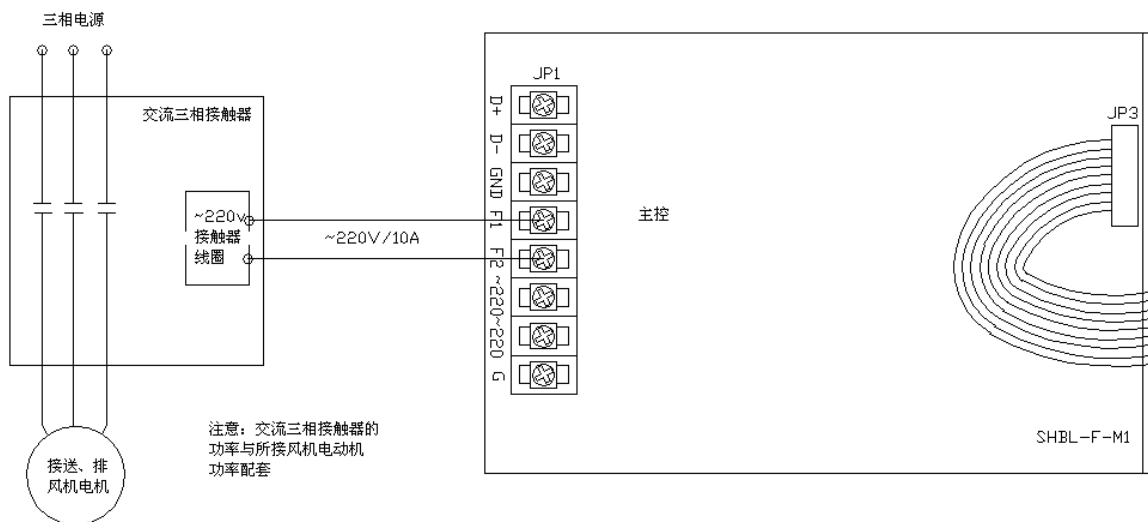 三相电源
交流三相接触器
~220v
接触器
线圈
~220V/10A
JP1
D+
D-
GND
F1
F2
~220~220
G
主控
JP3
SHBL-F-M1
注意：交流三相接触器的
功率与所接风机电动机
功率配套
接送、排
风机电机